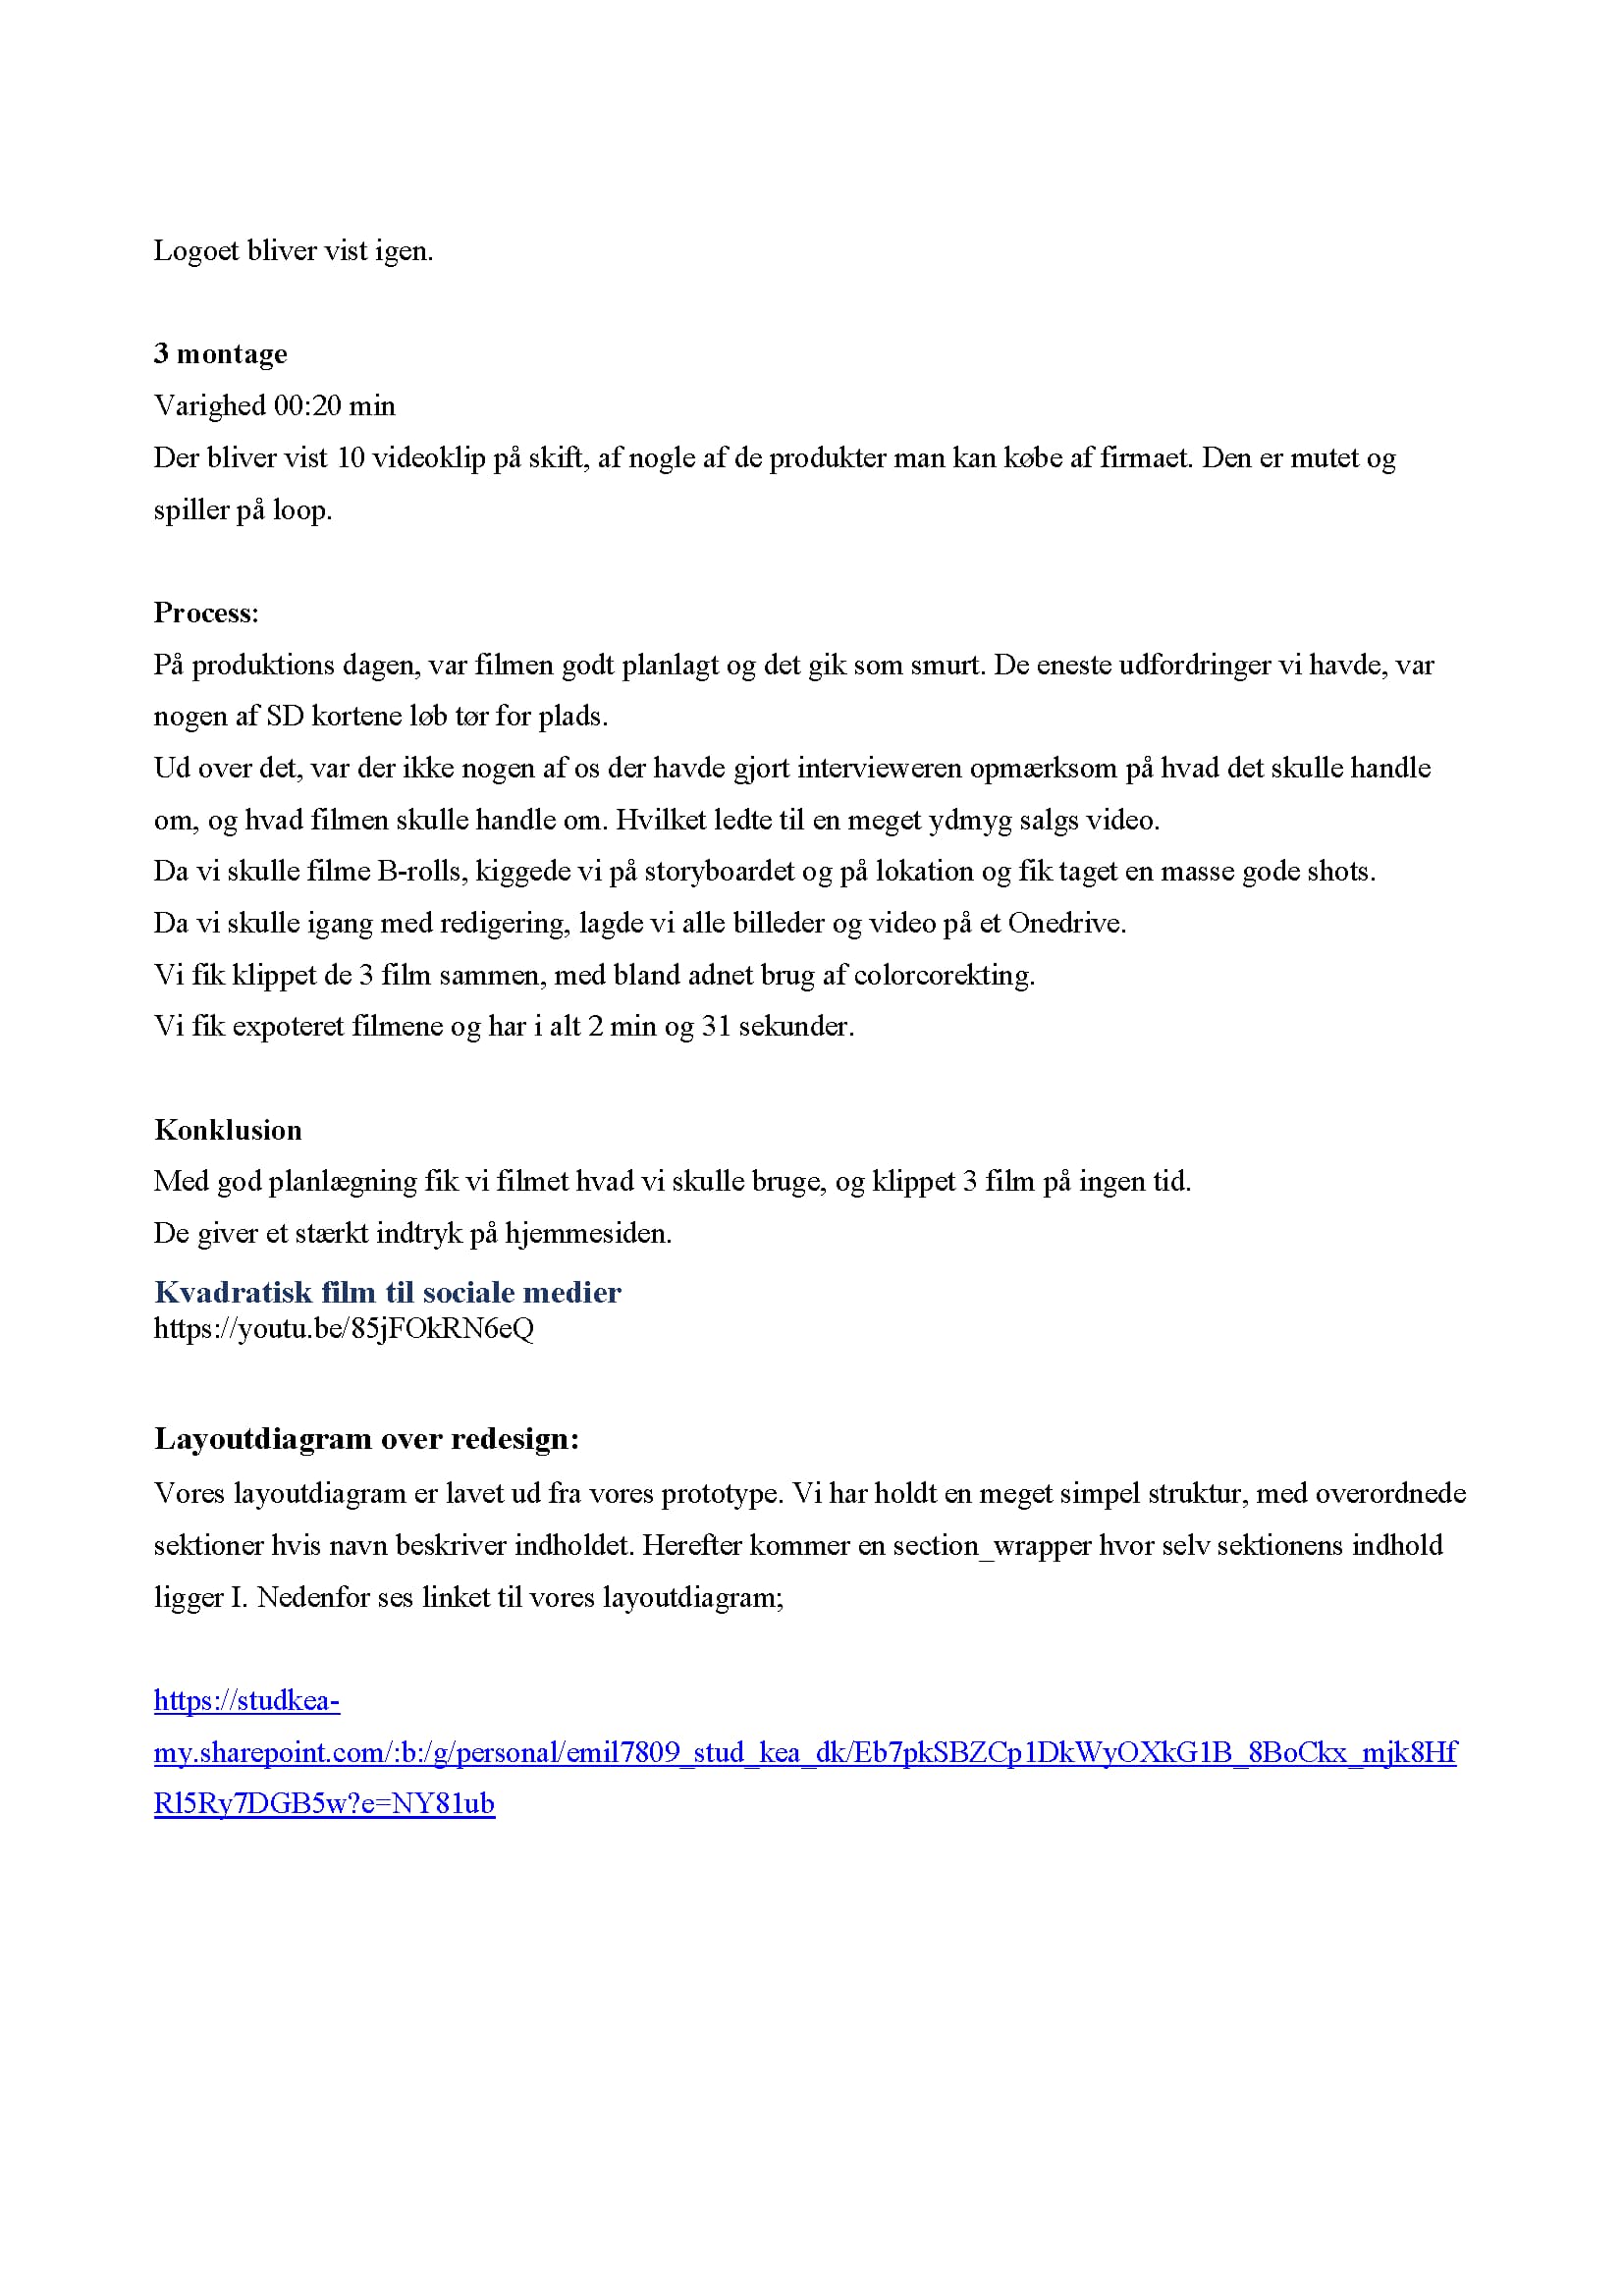 Logoet bliver vist igen.
3 montage
Varighed 00:20 min
Der bliver vist 10 videoklip på skift, af nogle af de produkter man kan købe af firmaet. Den er mutet og
spiller på loop.
Process:
På produktions dagen, var filmen godt planlagt og det gik som smurt. De eneste udfordringer vi havde, var
nogen af SD kortene løb tør for plads.
Ud over det, var der ikke nogen af os der havde gjort intervieweren opmærksom på hvad det skulle handle
om, og hvad filmen skulle handle om. Hvilket ledte til en meget ydmyg salgs video.
Da vi skulle filme B-rolls, kiggede vi på storyboardet og på lokation og fik taget en masse gode shots.
Da vi skulle igang med redigering, lagde vi alle billeder og video på et Onedrive.
Vi fik klippet de 3 film sammen, med bland adnet brug af colorcorekting.
Vi fik expoteret filmene og har i alt 2 min og 31 sekunder.
Konklusion
Med god planlægning fik vi filmet hvad vi skulle bruge, og klippet 3 film på ingen tid.
De giver et stærkt indtryk på hjemmesiden.
Kvadratisk film til sociale medier
https://youtu.be/85jFOkRN6eQ
Layoutdiagram over redesign:
Vores layoutdiagram er lavet ud fra vores prototype. Vi har holdt en meget simpel struktur, med overordnede
sektioner hvis navn beskriver indholdet. Herefter kommer en section_wrapper hvor selv sektionens indhold
ligger I. Nedenfor ses linket til vores layoutdiagram;
https://studkea-
my.sharepoint.com/:b:/g/personal/emil7809_stud_kea_dk/Eb7pkSBZCp1DkWyOXkG1B_8BoCkx_mjk8Hf
Rl5Ry7DGB5w?e=NY81ub